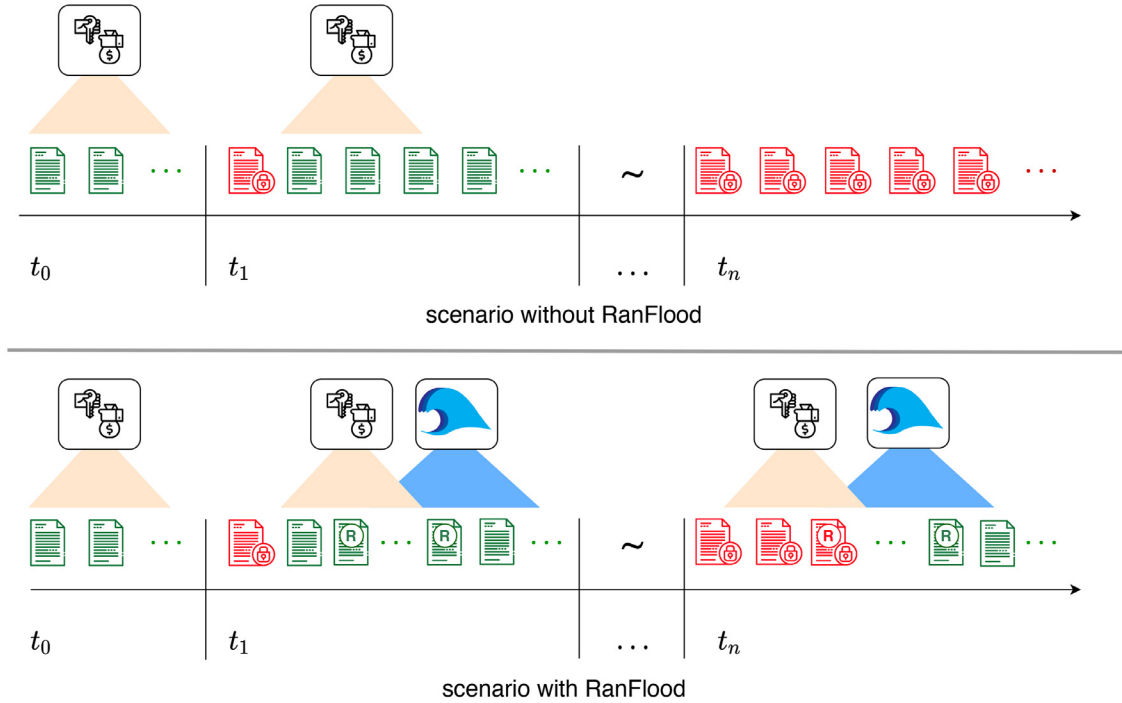 $ $
... ... ~ ...
t0 t1 ... tn
scenario without RanFlood
$ $ $
R R R R
... ... ... ~ ... ...
t0 t1 ... tn
scenario with RanFlood